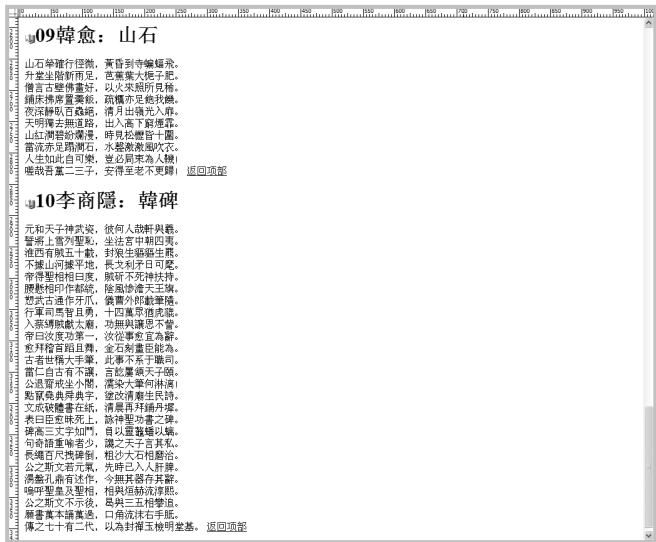 09韓愈：山石
山石犖确行徑微，黃昏到寺蝙蝠飛。
升堂坐階新雨足，芭蕉葉大梔子肥。
僧言古壁佛畫好，以火來照所見稀。
鋪床拂席置羹飯，疏糲亦足飽我饑。
夜深靜臥百蟲絕，清月出嶺光入扉。
天明獨去無道路，出入高下窮煙霏。
山紅澗碧紛爛漫，時見松櫪皆十圍。
當流赤足蹋澗石，水聲激激風吹衣。
人生如此自可樂，豈必局束為人鞿﹗
嗟哉吾黨二三子，安得至老不更歸﹗ 返回项部
10李商隱：韓碑
元和天子神武姿，彼何人哉軒與羲。
誓將上雪列聖恥，坐法宮中朝四夷。
淮西有賊五十載，封狼生貙貙生羆。
不據山河據平地，長戈利矛日可麾。
帝得聖相相曰度，賊斫不死神扶持。
腰懸相印作都統，陰風慘澹天王旗。
愬武古通作牙爪，儀曹外郎載筆隨。
行軍司馬智且勇，十四萬眾猶虎貔。
入蔡縛賊獻太廟，功無與讓恩不訾。
帝曰汝度功第一，汝從事愈宜為辭。
愈拜稽首蹈且舞，金石刻畫臣能為。
古者世稱大手筆，此事不系于職司。
當仁自古有不讓，言訖屢頷天子頤。
公退齋戒坐小閣，濡染大筆何淋漓﹗
點竄堯典舜典字，塗改清廟生民詩。
文成破體書在紙，清晨再拜鋪丹墀。
表曰臣愈昧死上，詠神聖功書之碑。
碑高三丈字如鬥，負以靈鼇蟠以螭。
句奇語重喻者少，讒之天子言其私。
長繩百尺拽碑倒，粗沙大石相磨治。
公之斯文若元氣，先時已入人肝脾。
湯盤孔鼎有述作，今無其器存其辭。
嗚呼聖皇及聖相，相與烜赫流淳熙。
公之斯文不示後，曷與三五相攀追。
願書萬本誦萬過，口角流沫右手胝。
傳之七十有二代，以為封禪玉檢明堂基。 返回项部